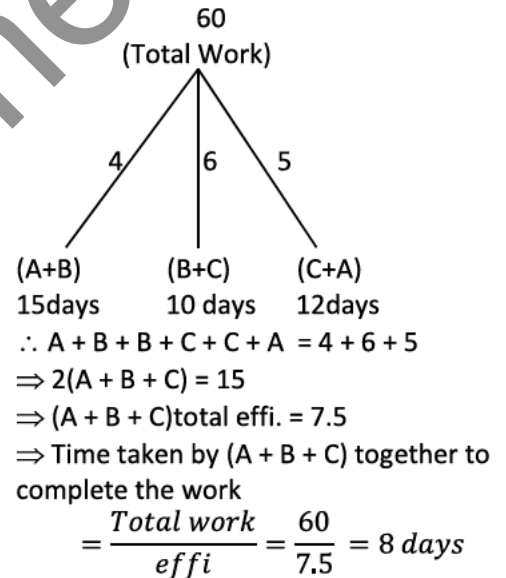 60
(Total Work)
4 6 5
(A+B) (B+C) (C+A)
15days 10 days 12days
∴ A + B + B + C + C + A = 4 + 6 + 5
⇒ 2(A + B + C) = 15
⇒ (A + B + C)total effi. = 7.5
⇒ Time taken by (A + B + C) together to
complete the work
= Total work / effi = 60 / 7.5 = 8 days